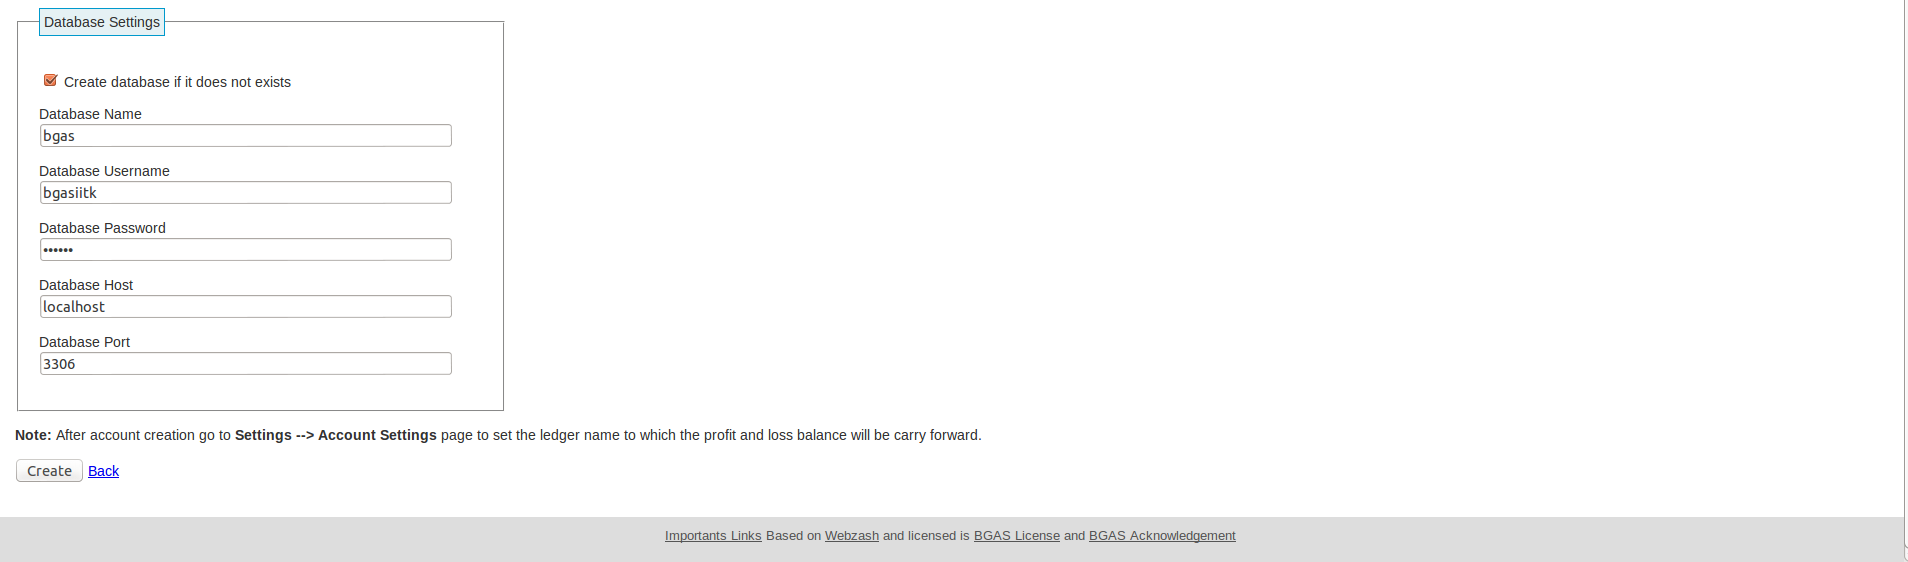 Database Settings
Create database if it does not exists
Database Name
bgas
Database Username
bgasiitk
Database Password
••••••
Database Host
localhost
Database Port
3306
Note: After account creation go to Settings --> Account Settings page to set the ledger name to which the profit and loss balance will be carry forward.
Create Back
Importants Links Based on Webzash and licensed is BGAS License and BGAS Acknowledgement